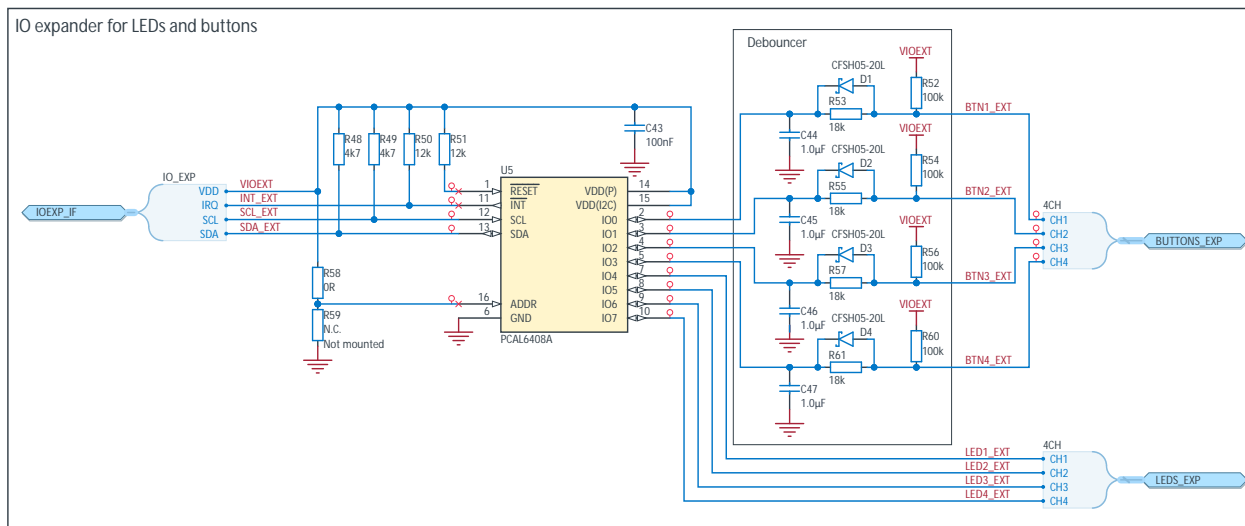 IO expander for LEDs and buttons
Debouncer
VIOEXT
CFSH05-20L
D1
R52
100k
R53
18k
BTN1_EXT
C44
1.0µF
VIOEXT
CFSH05-20L
D2
R54
100k
R55
18k
BTN2_EXT
C45
1.0µF
VIOEXT
CFSH05-20L
D3
R56
100k
R57
18k
BTN3_EXT
C46
1.0µF
VIOEXT
CFSH05-20L
D4
R60
100k
R61
18k
BTN4_EXT
C47
1.0µF
R48
4k7
R49
4k7
R50
12k
R51
12k
C43
100nF
IO_EXP
IOEXP_IF
VDD
IRQ
SCL
SDA
VIOEXT
INT_EXT
SCL_EXT
SDA_EXT
R58
0R
R59
N.C.
Not mounted
U5
1 RESET
11 INT
12 SCL
13 SDA
16 ADDR
6 GND
VDD(P) 14
VDD(I2C) 15
IO0 2
IO1 3
IO2 4
IO3 5
IO4 7
IO5 8
IO6 9
IO7 10
PCAL6408A
4CH
CH1
CH2
CH3
CH4
BUTTONS_EXP
LED1_EXT
LED2_EXT
LED3_EXT
LED4_EXT
4CH
CH1
CH2
CH3
CH4
LEDS_EXP